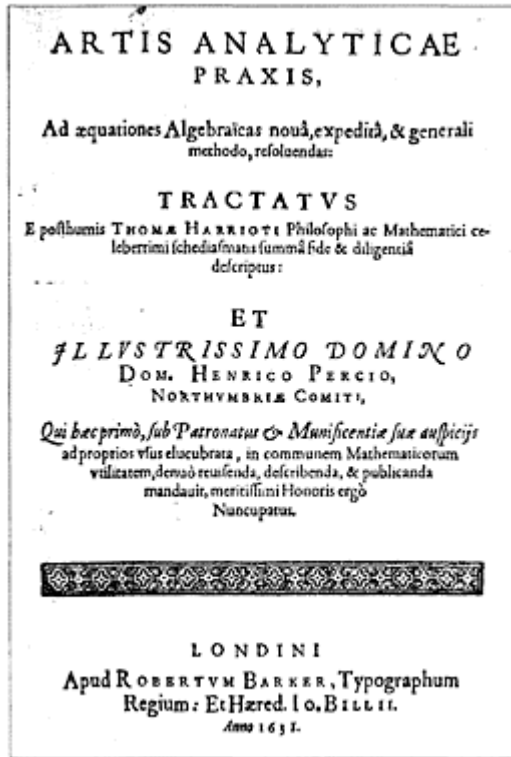 ARTIS ANALYTICAE
PRAXIS,
Ad æquationes Algebraïcas nouâ, expeditâ, & generali
methodo, resoluendas:
TRACTATVS
E posthumis THOMÆ HARRIOTI Philosophi ac Mathematici ce-
leberrimi schediasmatis summâ fide & diligentiâ
descriptus:
ET
ILLVSTRISSIMO DOMINO
DOM. HENRICO PERCIO,
NORTHVMBRIÆ COMITI,
Qui hæc primò, sub Patronatus & Munificentiæ suæ auspicijs
ad proprios vsus elucubrata, in communem Mathematicorum
vtilitatem, denuò reuisenda, describenda, & publicanda
mandauit, meritissimi Honoris ergò
Nuncupatus.
LONDINI
Apud ROBERTVM BARKER, Typographum
Regium: Et Hæred. Io. BILLII.
Anno 1631.